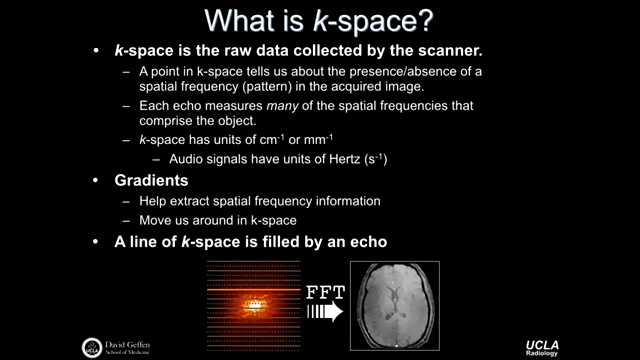 What is k-space?
• k-space is the raw data collected by the scanner.
– A point in k-space tells us about the presence/absence of a
spatial frequency (pattern) in the acquired image.
– Each echo measures many of the spatial frequencies that
comprise the object.
– k-space has units of cm⁻¹ or mm⁻¹
– Audio signals have units of Hertz (s⁻¹)
• Gradients
– Help extract spatial frequency information
– Move us around in k-space
• A line of k-space is filled by an echo
FFT
UCLA
David Geffen
School of Medicine
UCLA
Radiology